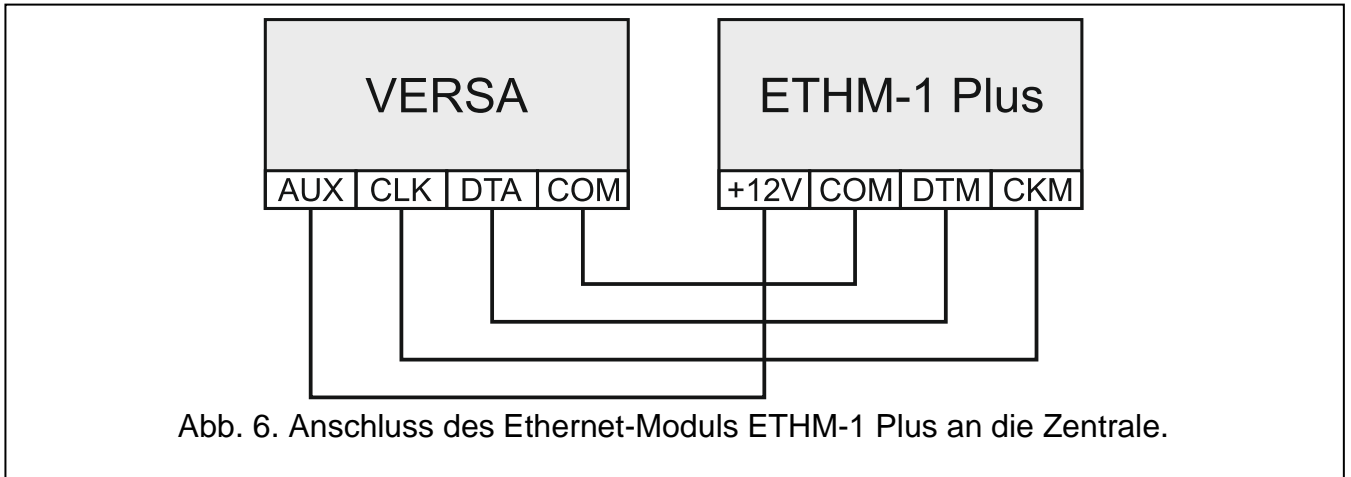 VERSA
ETHM-1 Plus
AUX CLK DTA COM
+12V COM DTM CKM
Abb. 6. Anschluss des Ethernet-Moduls ETHM-1 Plus an die Zentrale.